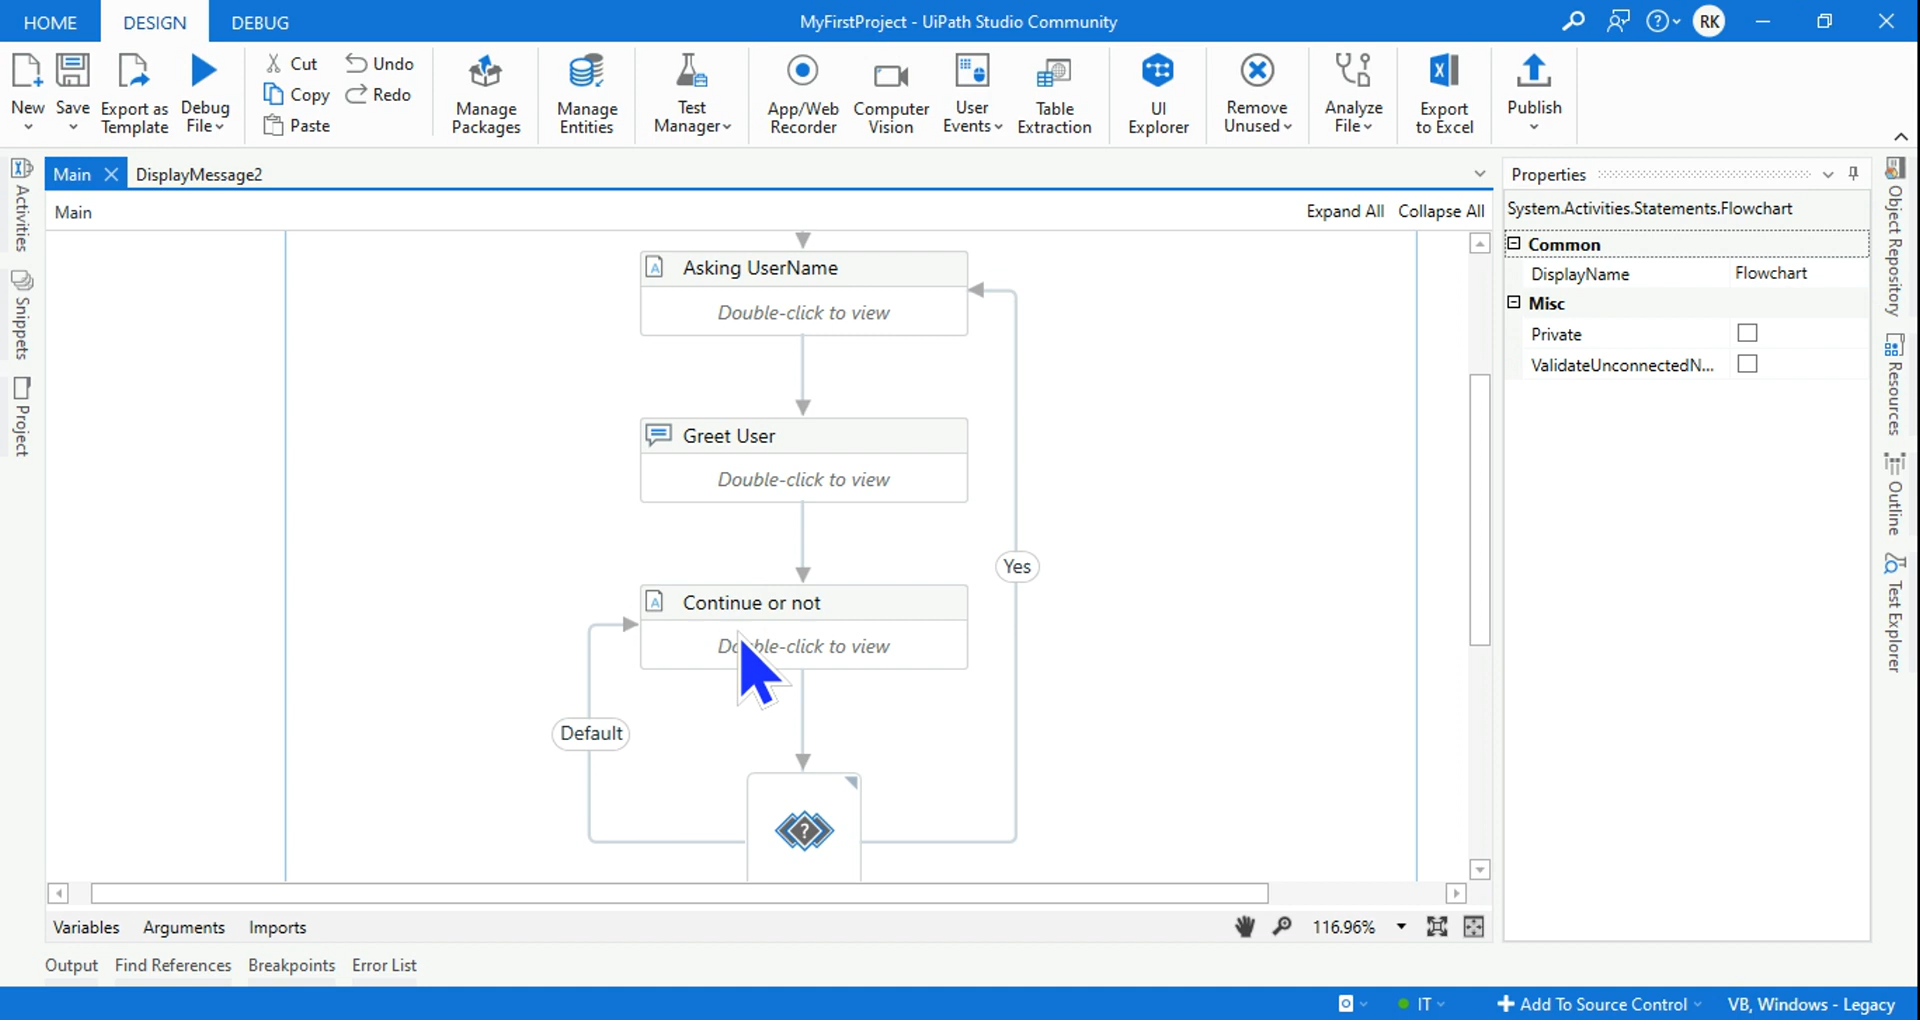 HOME
DESIGN
DEBUG
MyFirstProject - UiPath Studio Community
RK
New
Save
Export as
Template
Debug
File
Cut
Copy
Paste
Undo
Redo
Manage
Packages
Manage
Entities
Test
Manager
App/Web
Recorder
Computer
Vision
User
Events
Table
Extraction
UI
Explorer
Remove
Unused
Analyze
File
Export
to Excel
Publish
Activities
Snippets
Project
Main
DisplayMessage2
Main
Expand All
Collapse All
Asking UserName
Double-click to view
Greet User
Double-click to view
Yes
Continue or not
Double-click to view
Default
?
Variables
Arguments
Imports
116.96%
Properties
System.Activities.Statements.Flowchart
Common
DisplayName
Flowchart
Misc
Private
ValidateUnconnectedN...
Object Repository
Resources
Outline
Test Explorer
Output
Find References
Breakpoints
Error List
IT
Add To Source Control
VB, Windows - Legacy